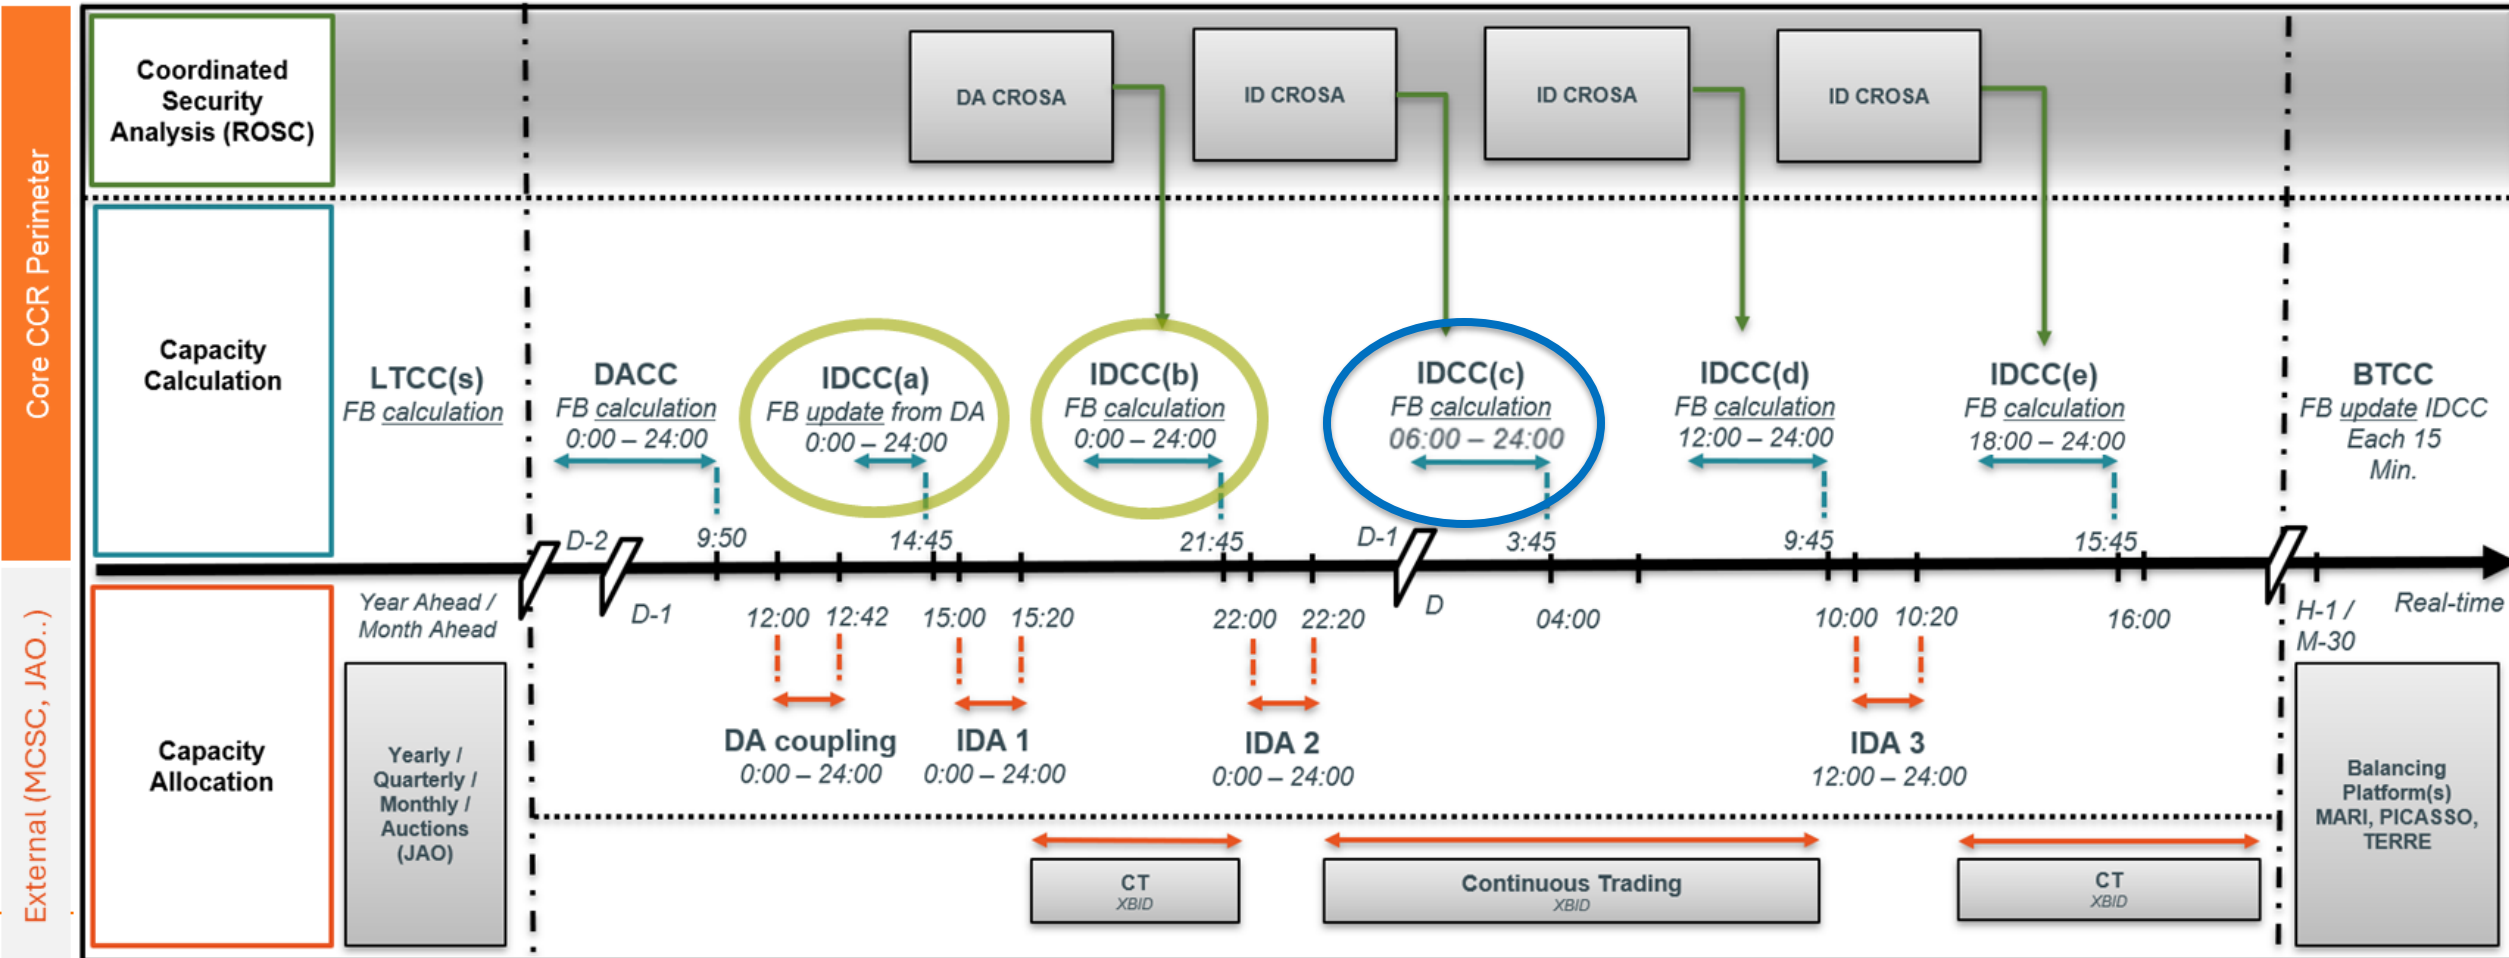 Core CCR Perimeter
External (MCSC, JAO..)
Coordinated
Security
Analysis (ROSC)
DA CROSA
ID CROSA
ID CROSA
ID CROSA
Capacity
Calculation
LTCC(s)
FB calculation
DACC
FB calculation
0:00 – 24:00
IDCC(a)
FB update from DA
0:00 – 24:00
IDCC(b)
FB calculation
0:00 – 24:00
IDCC(c)
FB calculation
06:00 – 24:00
IDCC(d)
FB calculation
12:00 – 24:00
IDCC(e)
FB calculation
18:00 – 24:00
BTCC
FB update IDCC
Each 15
Min.
D-2
9:50
14:45
21:45
D-1
3:45
9:45
15:45
Year Ahead /
Month Ahead
D-1
12:00
12:42
15:00
15:20
22:00
22:20
D
04:00
10:00
10:20
16:00
H-1 /
M-30
Real-time
Capacity
Allocation
Yearly /
Quarterly /
Monthly /
Auctions
(JAO)
DA coupling
0:00 – 24:00
IDA 1
0:00 – 24:00
IDA 2
0:00 – 24:00
IDA 3
12:00 – 24:00
CT
XBID
Continuous Trading
XBID
CT
XBID
Balancing
Platform(s)
MARI, PICASSO,
TERRE